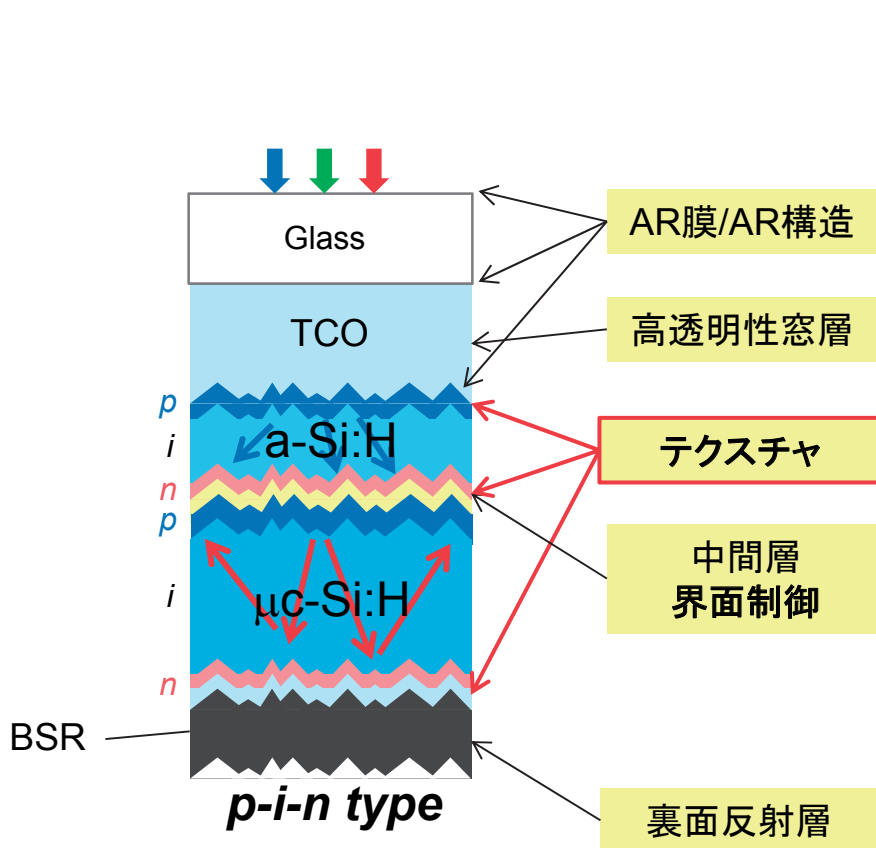 Glass
AR膜/AR構造
TCO
高透明性窓層
p
i
a-Si:H
テクスチャ
n
p
中間層
界面制御
i
μc-Si:H
n
BSR
p-i-n type
裏面反射層